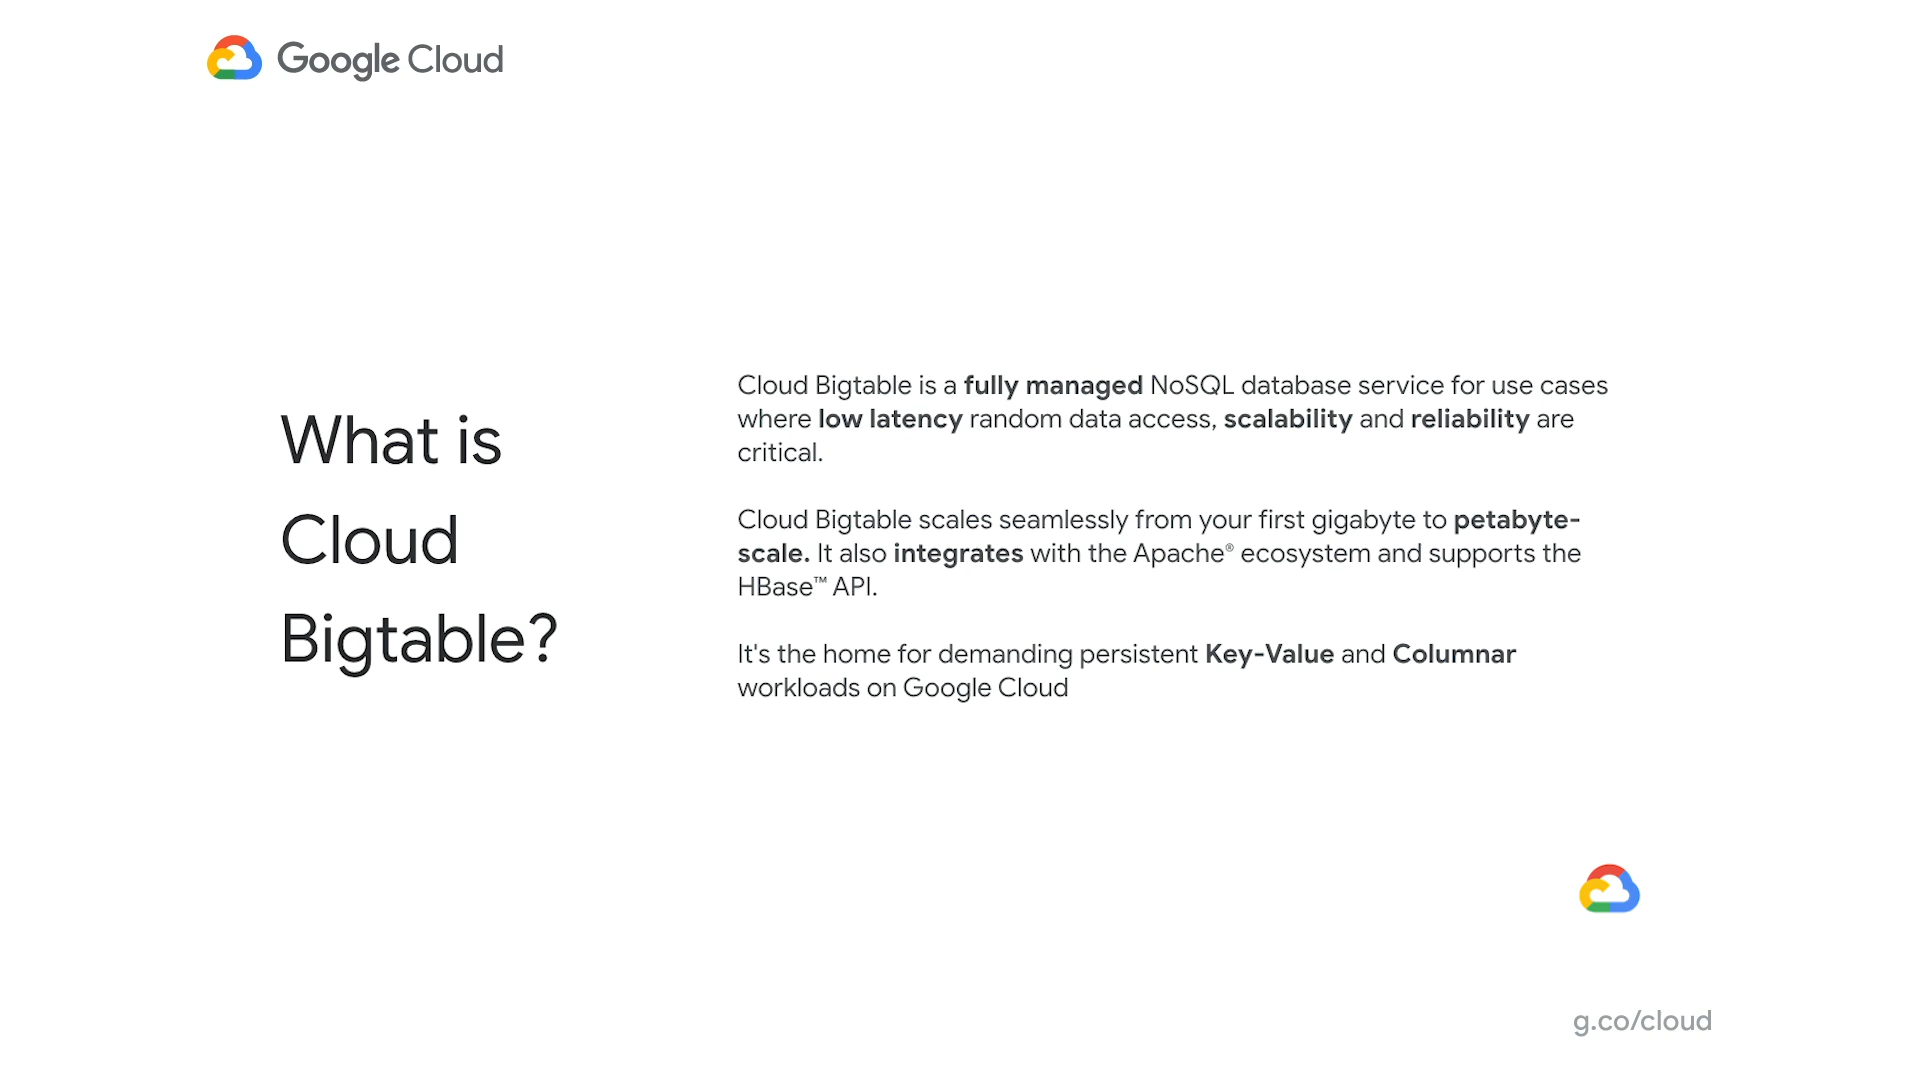 Google Cloud
What is
Cloud
Bigtable?
Cloud Bigtable is a fully managed NoSQL database service for use cases
where low latency random data access, scalability and reliability are
critical.
Cloud Bigtable scales seamlessly from your first gigabyte to petabyte-
scale. It also integrates with the Apache® ecosystem and supports the
HBase™ API.
It's the home for demanding persistent Key-Value and Columnar
workloads on Google Cloud
g.co/cloud